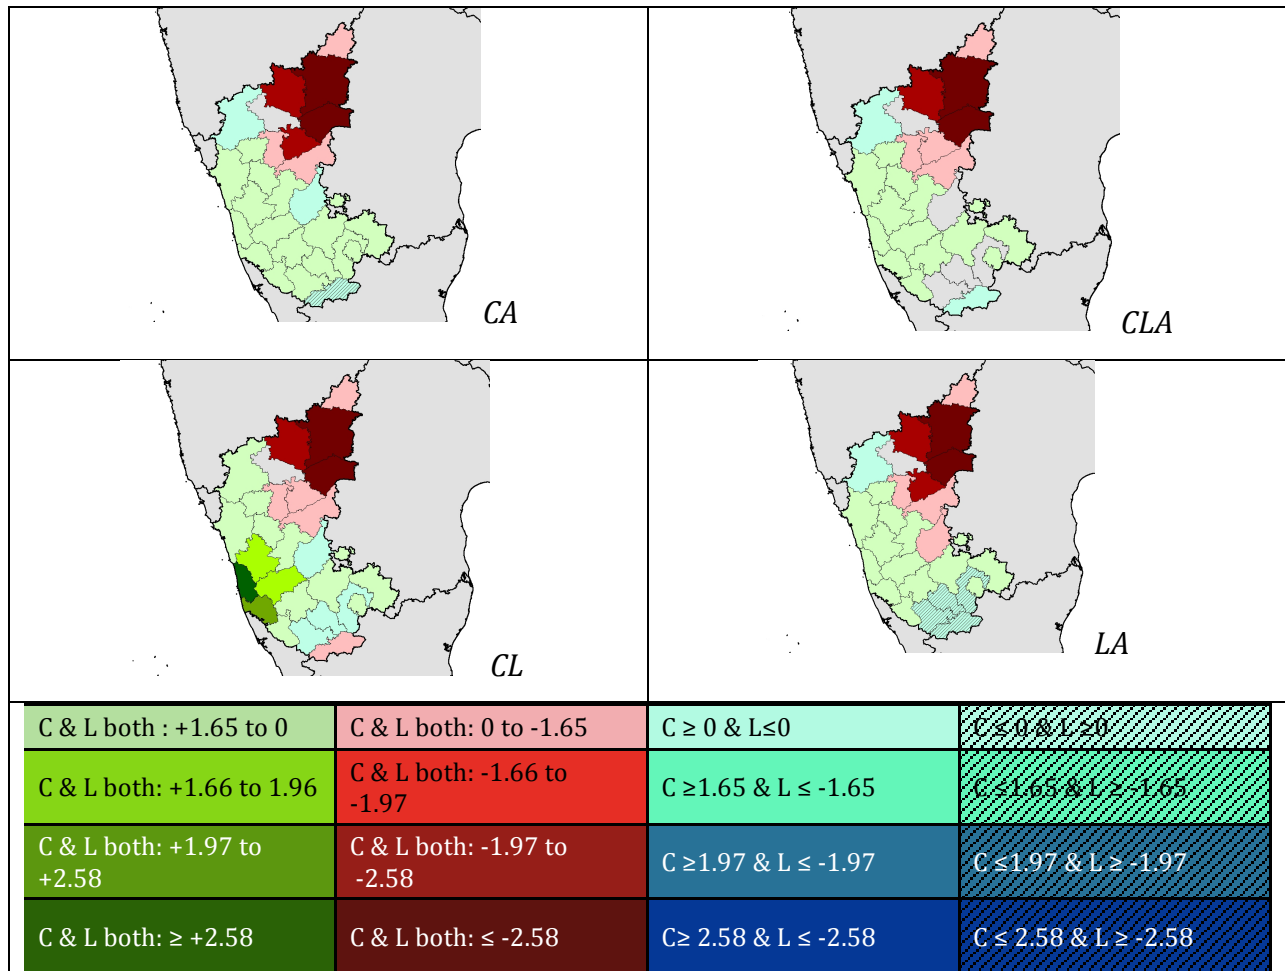 CA
CLA
CL
LA
C & L both : +1.65 to 0
C & L both: 0 to -1.65
C ≥ 0 & L≤0
C ≤ 0 & L ≥0
C & L both: +1.66 to 1.96
C & L both: -1.66 to
-1.97
C ≥1.65 & L ≤ -1.65
C ≤1.65 & L ≥ -1.65
C & L both: +1.97 to
+2.58
C & L both: -1.97 to
-2.58
C ≥1.97 & L ≤ -1.97
C ≤1.97 & L ≥ -1.97
C & L both: ≥ +2.58
C & L both: ≤ -2.58
C≥ 2.58 & L ≤ -2.58
C ≤ 2.58 & L ≥ -2.58